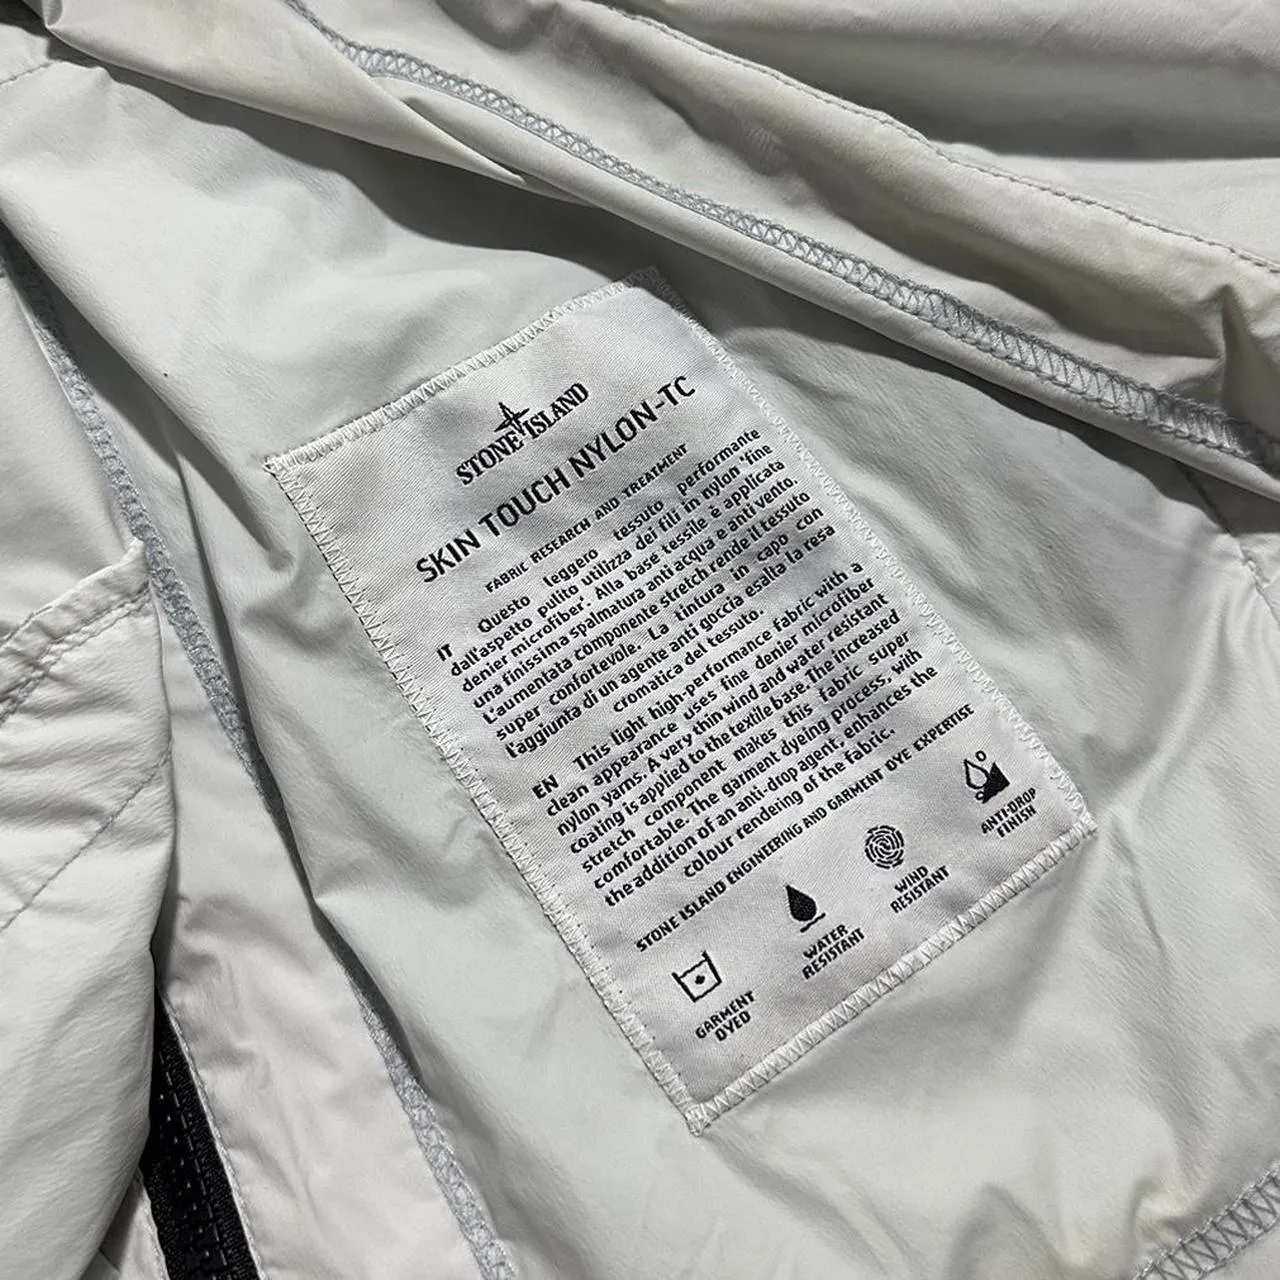 STONE ISLAND
SKIN TOUCH NYLON-TC
FABRIC RESEARCH AND TREATMENT
IT Questo leggero tessuto performante
dall'aspetto pulito utilizza dei fili in nylon 'fine
denier microfiber'. Alla base tessile è applicata
una finissima spalmatura anti acqua e anti vento.
L'aumentata componente stretch rende il tessuto
super confortevole. La tintura in capo con
l'aggiunta di un agente anti goccia esalta la resa
cromatica del tessuto.
EN This light high-performance fabric with a
clean appearance uses fine denier microfiber
nylon yarns. A very thin wind and water resistant
coating is applied to the textile base. The increased
stretch component makes this fabric super
comfortable. The garment dyeing process, with
the addition of an anti-drop agent, enhances the
colour rendering of the fabric.
STONE ISLAND ENGINEERING AND GARMENT DYE EXPERTISE
GARMENT
DYED
WATER
RESISTANT
WIND
RESISTANT
ANTI-DROP
FINISH